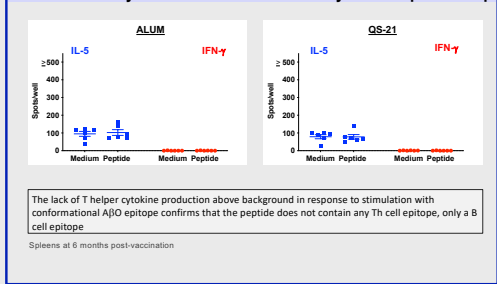 ALUM
QS-21
IL-5
IFN-γ
IL-5
IFN-γ
Spots/well
500
400
300
200
100
0
Medium Peptide
Medium Peptide
Spots/well
500
400
300
200
100
0
Medium Peptide
Medium Peptide
The lack of T helper cytokine production above background in response to stimulation with
conformational AβO epitope confirms that the peptide does not contain any Th cell epitope, only a B
cell epitope
Spleens at 6 months post-vaccination